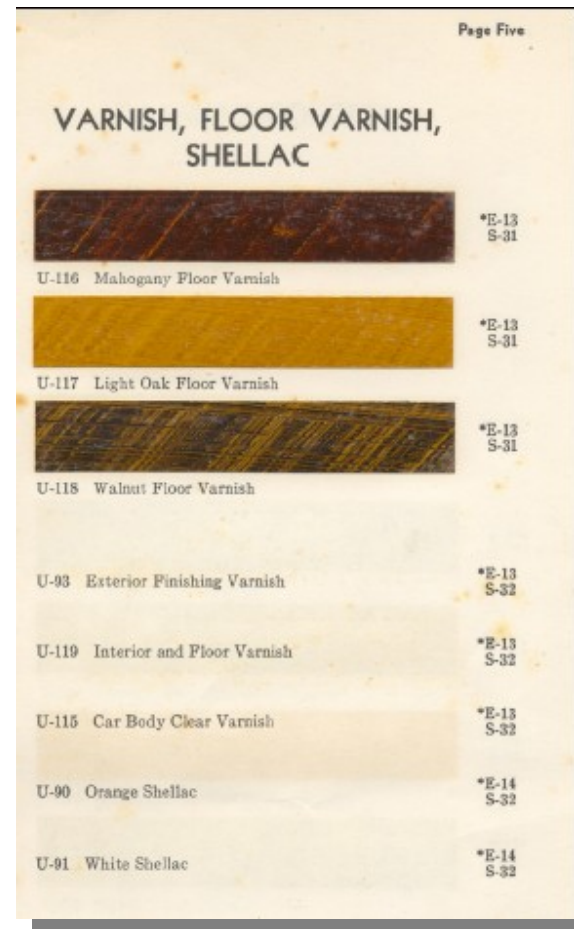 Page Five
VARNISH, FLOOR VARNISH,
SHELLAC
*E-13
S-31
U-116 Mahogany Floor Varnish
*E-13
S-31
U-117 Light Oak Floor Varnish
*E-13
S-31
U-118 Walnut Floor Varnish
U-93 Exterior Finishing Varnish
*E-13
S-32
U-119 Interior and Floor Varnish
*E-13
S-32
U-115 Car Body Clear Varnish
*E-13
S-32
U-90 Orange Shellac
*E-14
S-32
U-91 White Shellac
*E-14
S-32